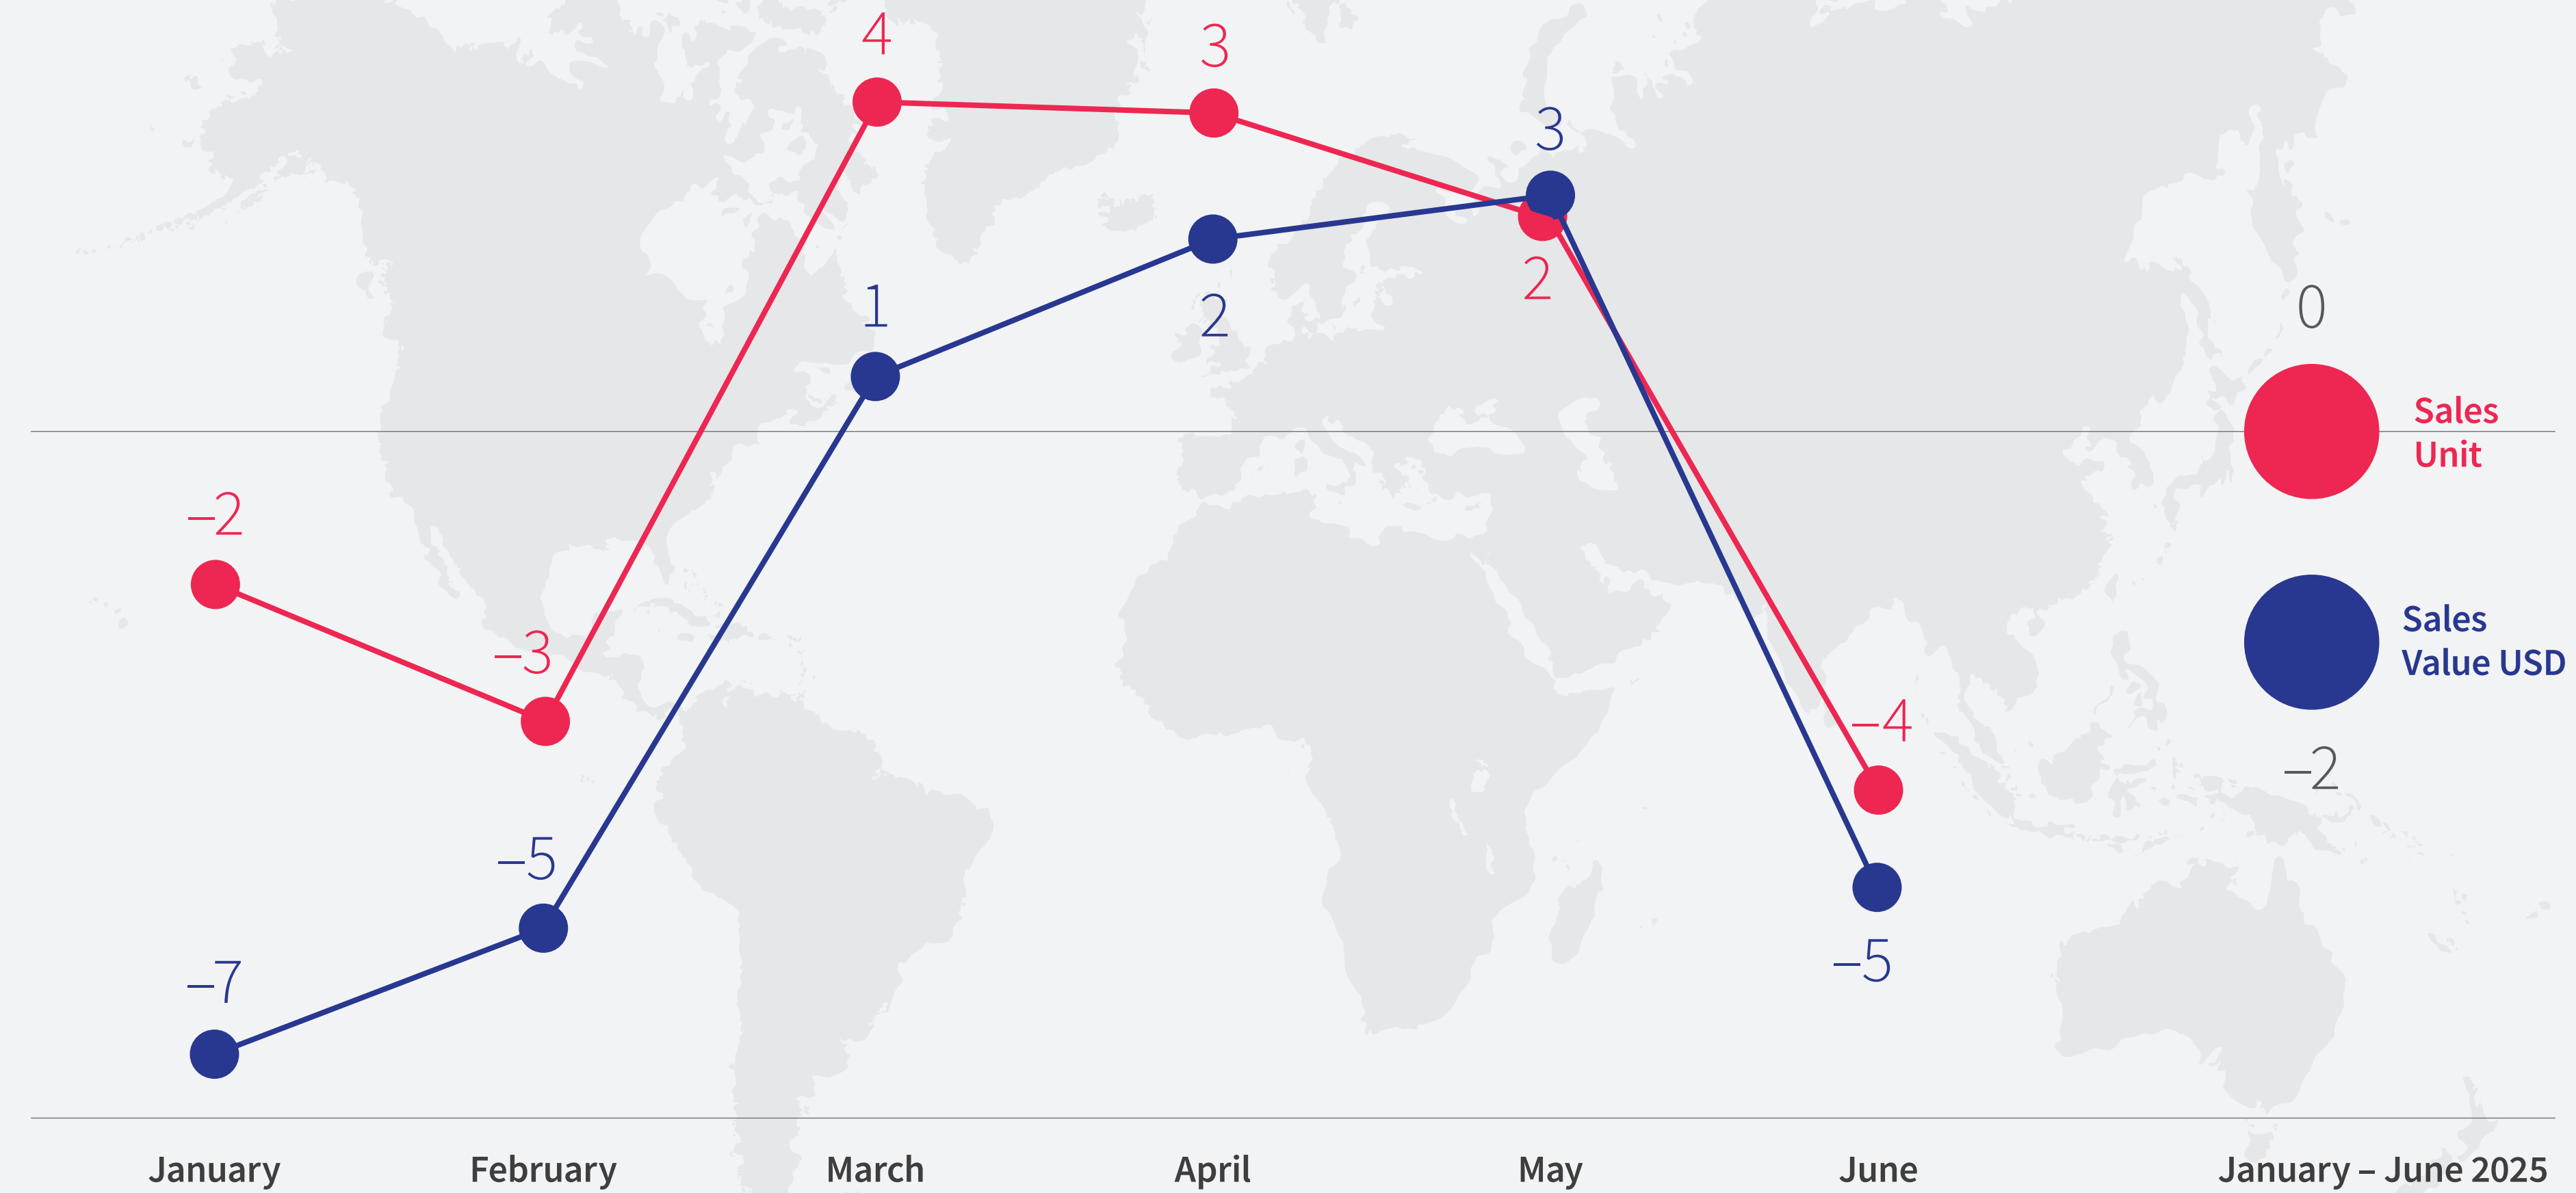 4
3
3
1
2
2
0
Sales
Unit
–2
Sales
Value USD
–3
–4
–2
–5
–5
–7
January
February
March
April
May
June
January – June 2025